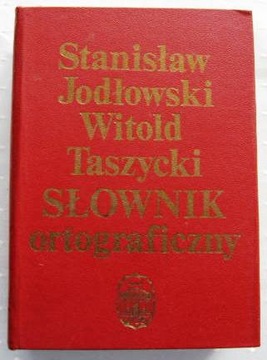 Stanisław
Jodłowski
Witold
Taszycki
SŁOWNIK
ortograficzny